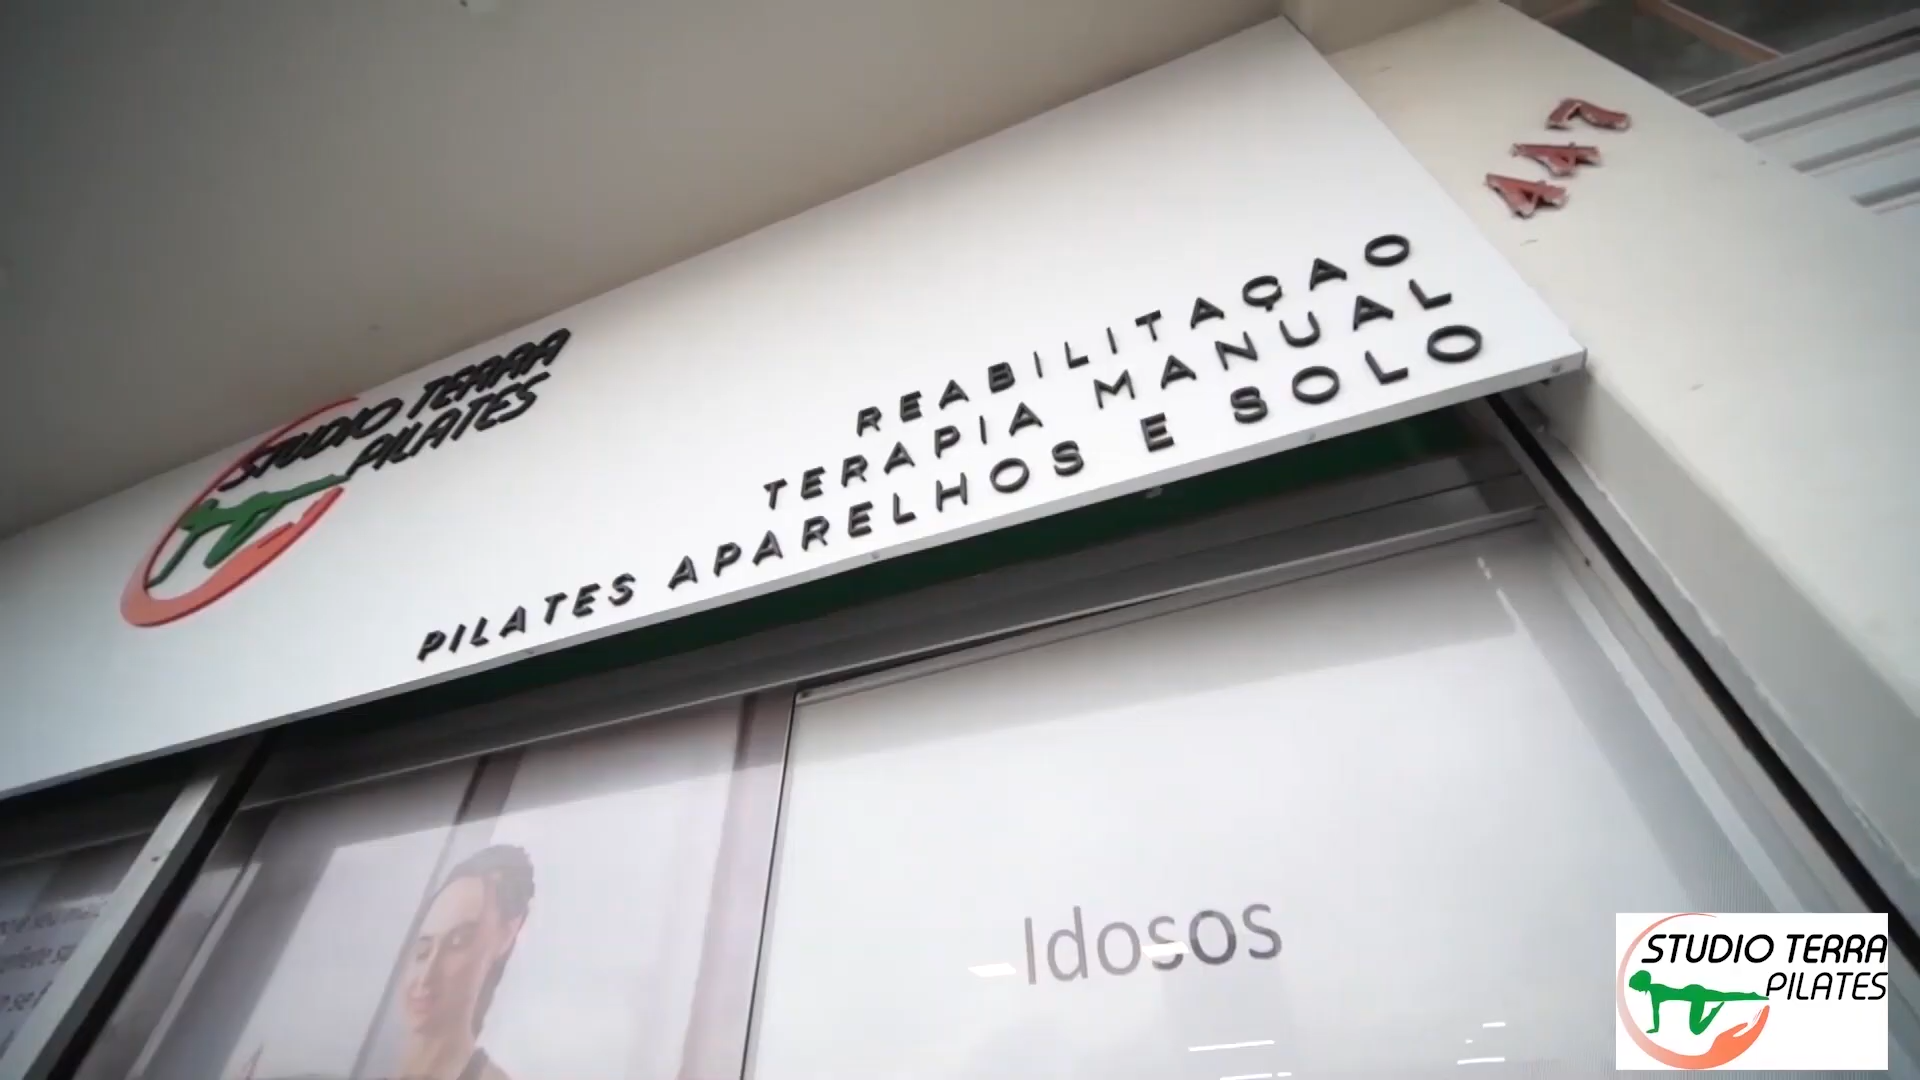 STUDIO TERRA
PILATES
REABILITAÇAO
TERAPIA MANUAL
PILATES APARELHOS E SOLO
447
Idosos
STUDIO TERRA
PILATES